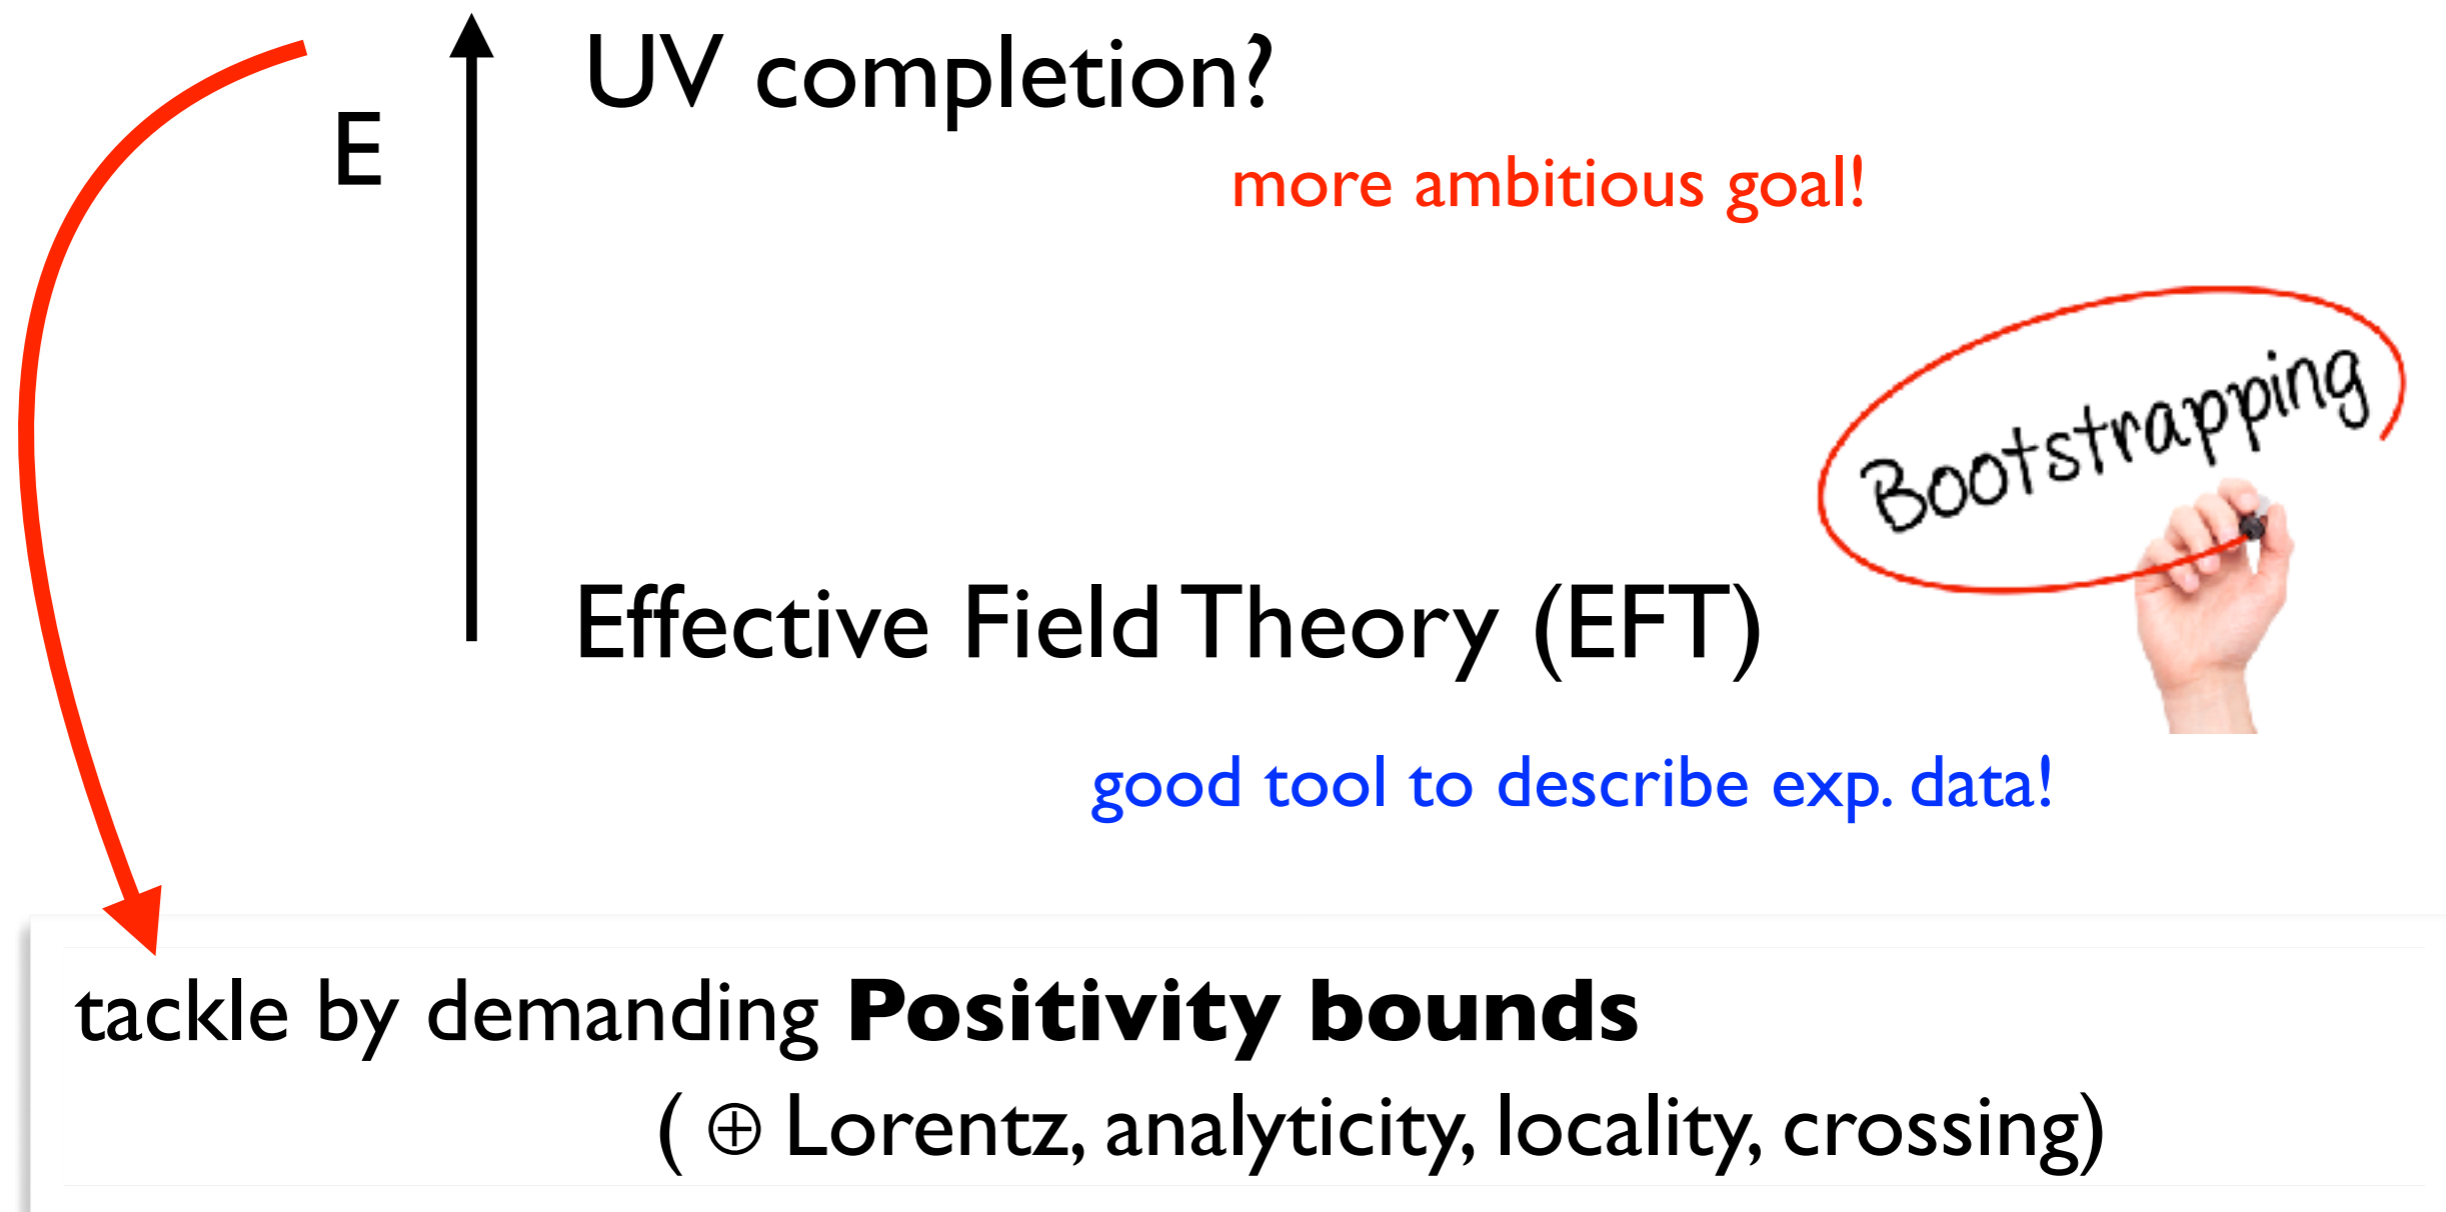 UV completion?
E
more ambitious goal!
Bootstrapping
Effective Field Theory (EFT)
good tool to describe exp. data!
tackle by demanding Positivity bounds
( ⊕ Lorentz, analyticity, locality, crossing)